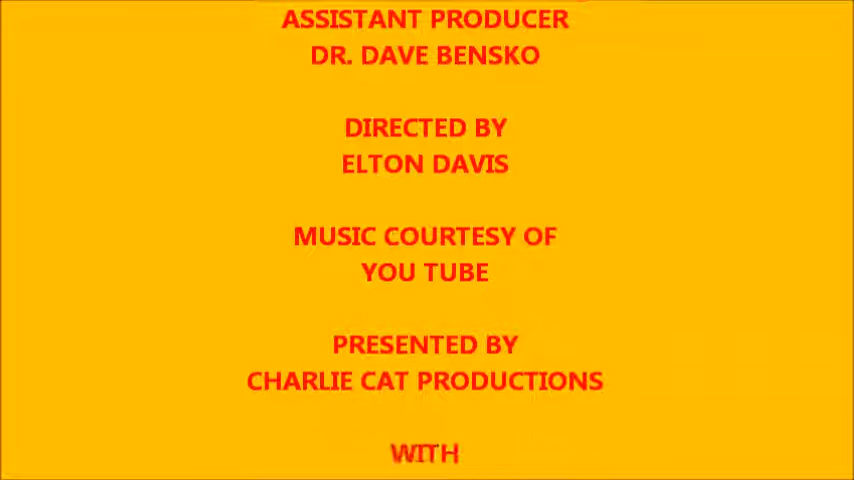 ASSISTANT PRODUCER
DR. DAVE BENSKO
DIRECTED BY
ELTON DAVIS
MUSIC COURTESY OF
YOU TUBE
PRESENTED BY
CHARLIE CAT PRODUCTIONS
WITH